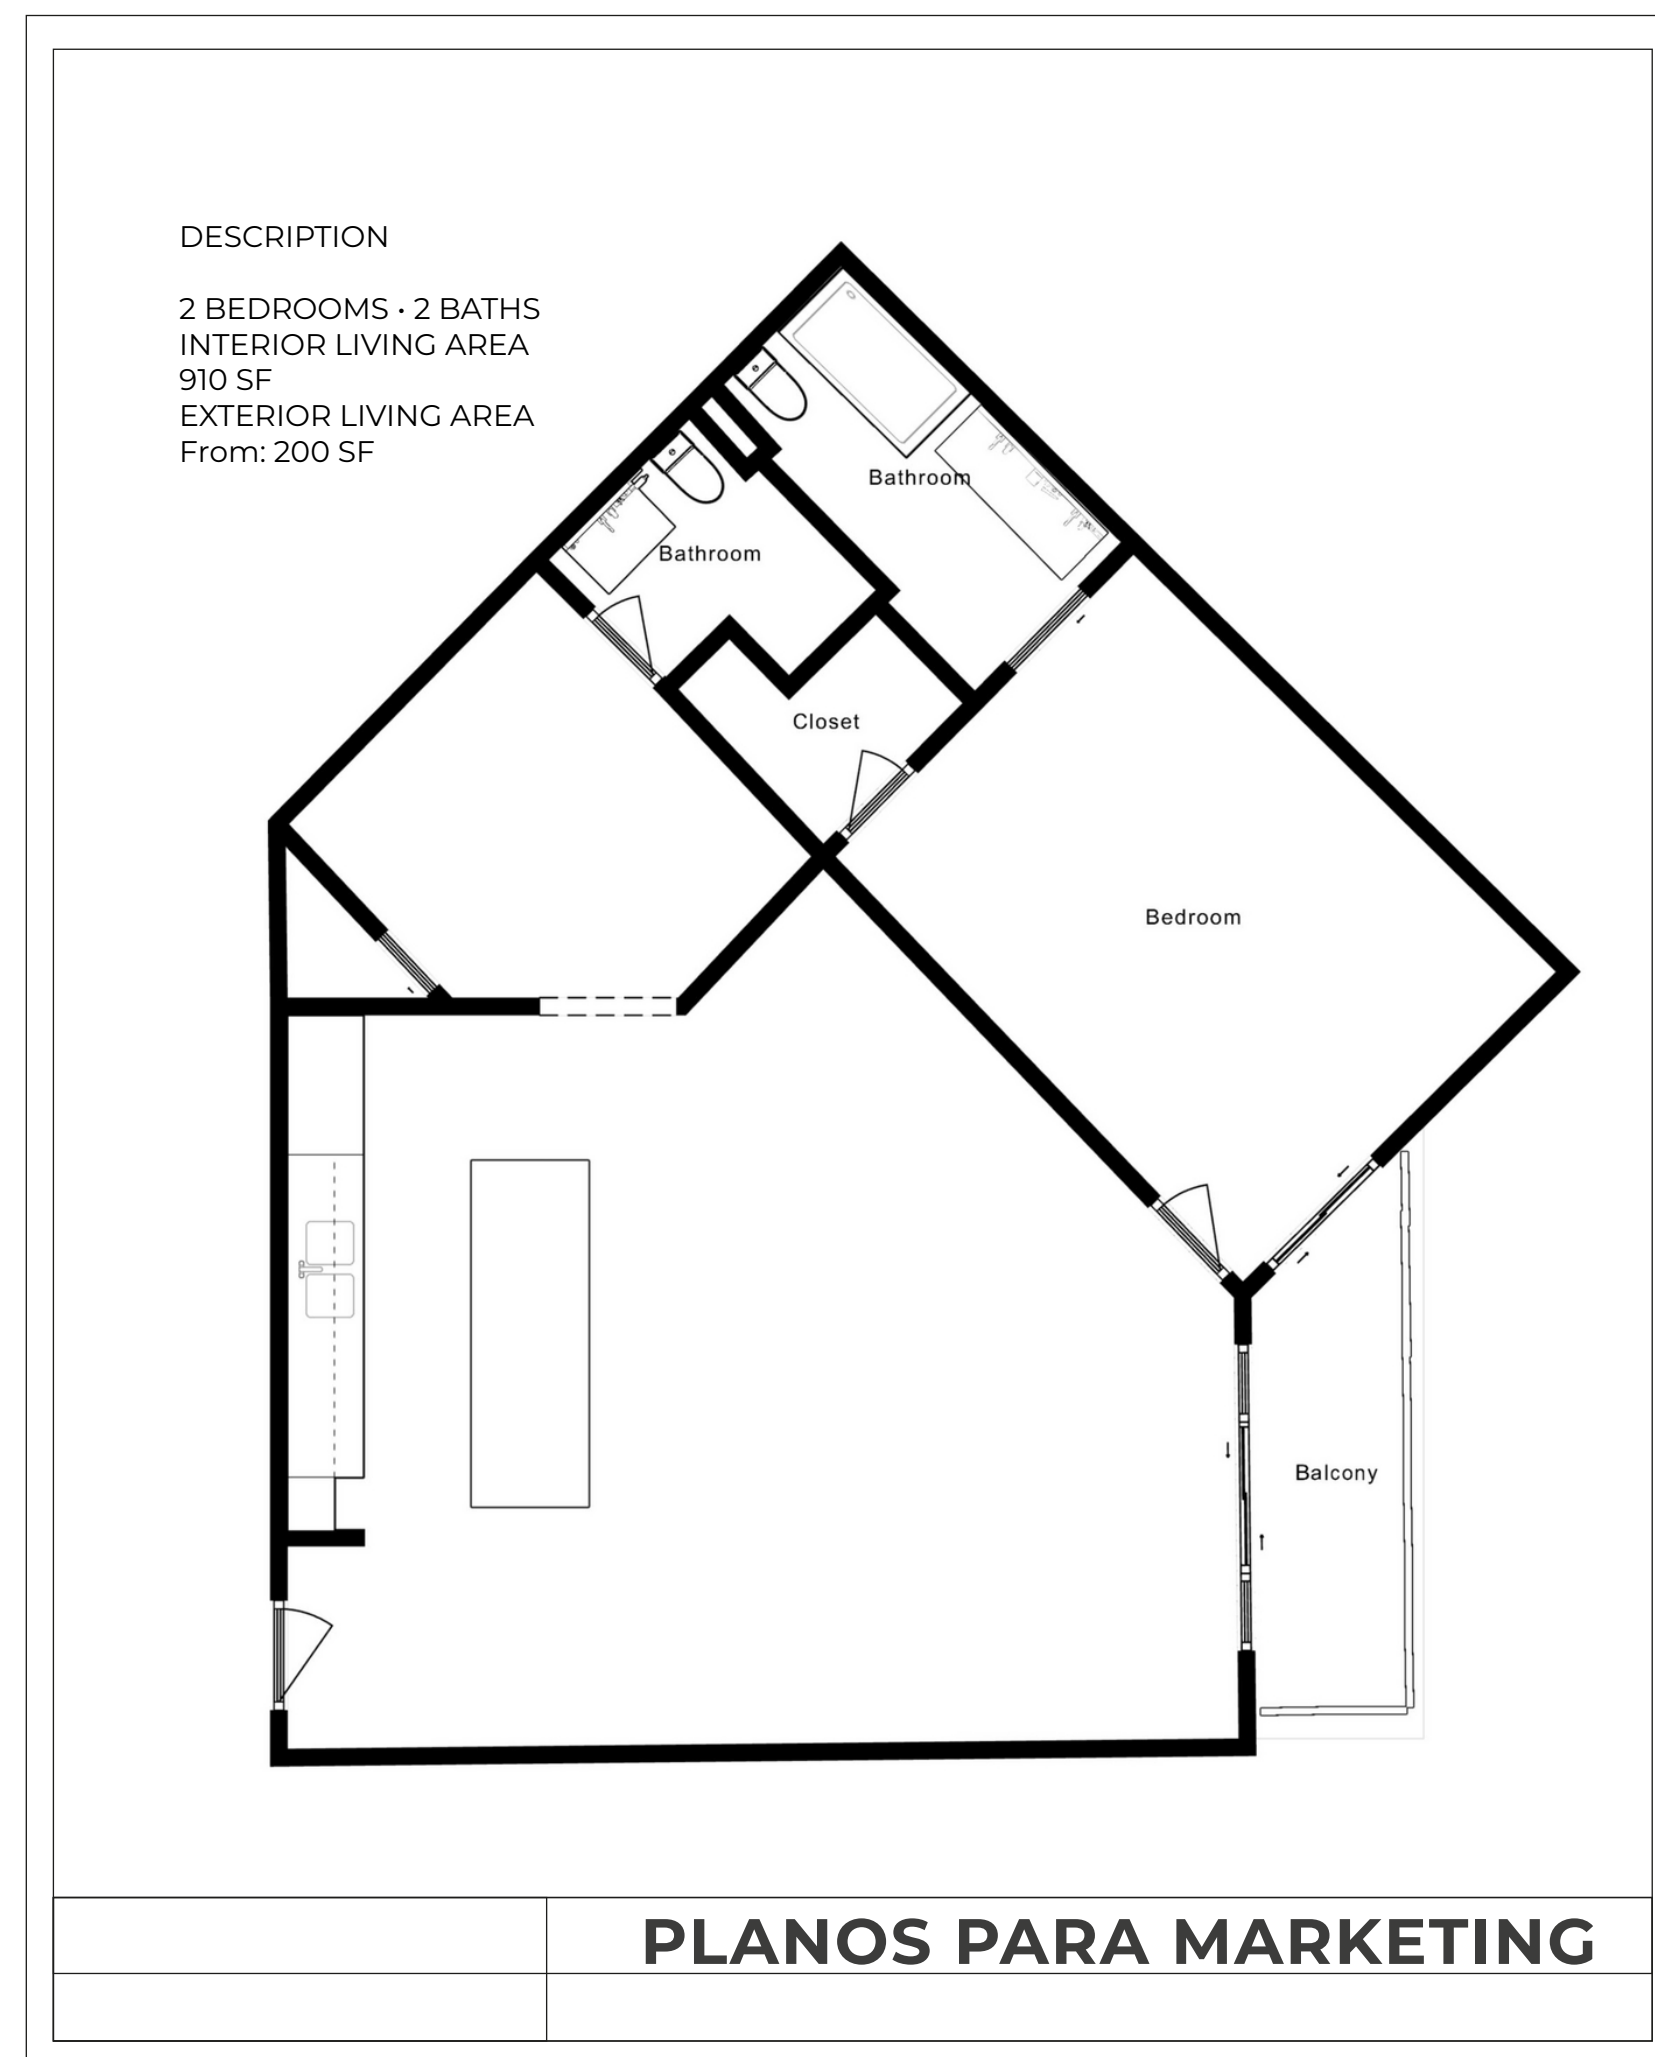 DESCRIPTION
2 BEDROOMS • 2 BATHS
INTERIOR LIVING AREA
910 SF
EXTERIOR LIVING AREA
From: 200 SF
Bathroom
Bathroom
Closet
Bedroom
Balcony
PLANOS PARA MARKETING